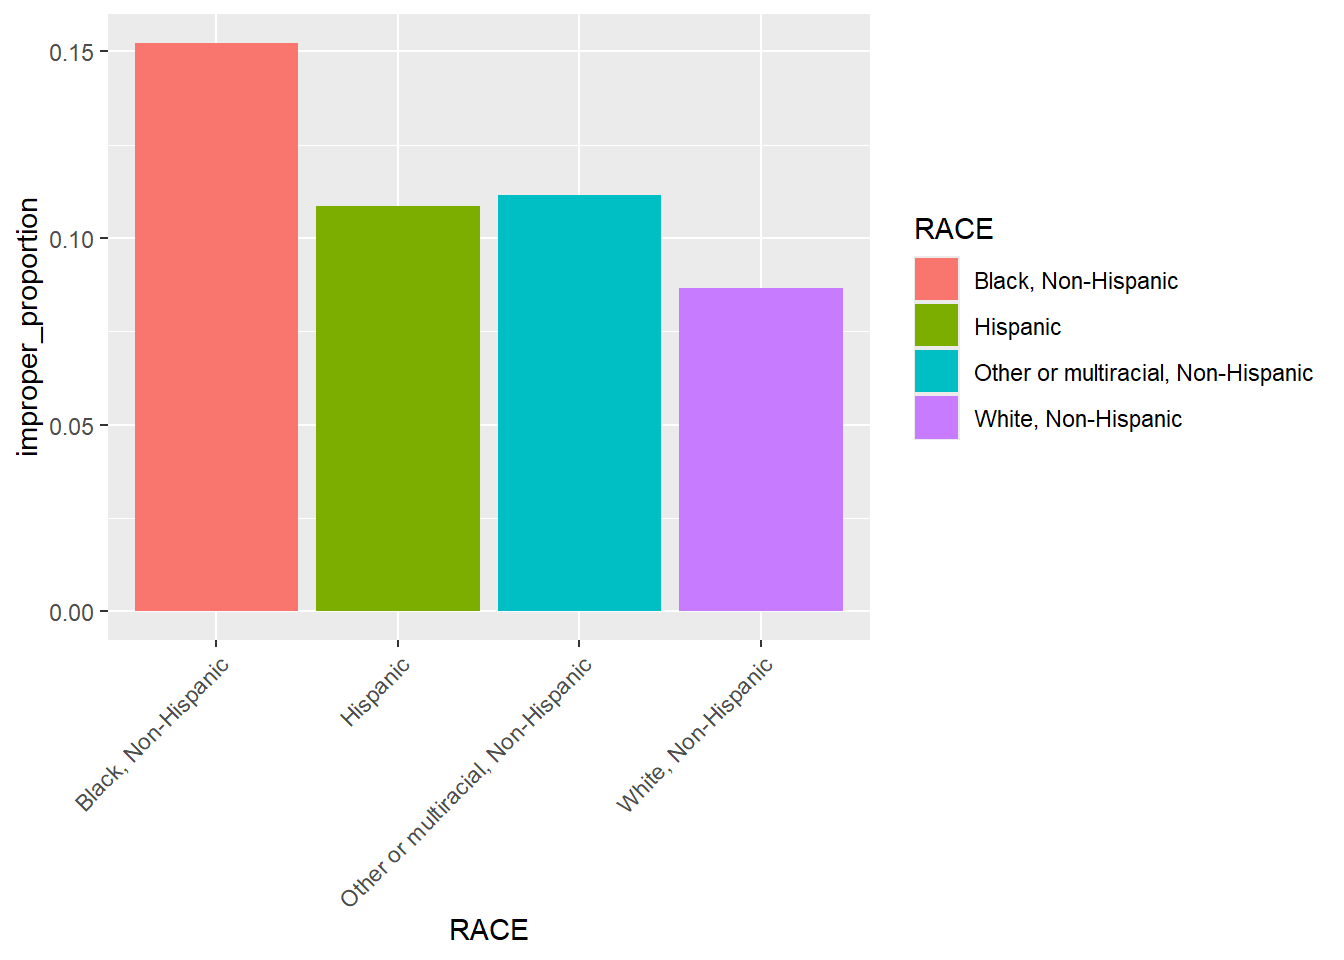 improper_proportion
0.15
0.10
0.05
0.00
Black, Non-Hispanic
Hispanic
Other or multiracial, Non-Hispanic
White, Non-Hispanic
RACE
RACE
Black, Non-Hispanic
Hispanic
Other or multiracial, Non-Hispanic
White, Non-Hispanic